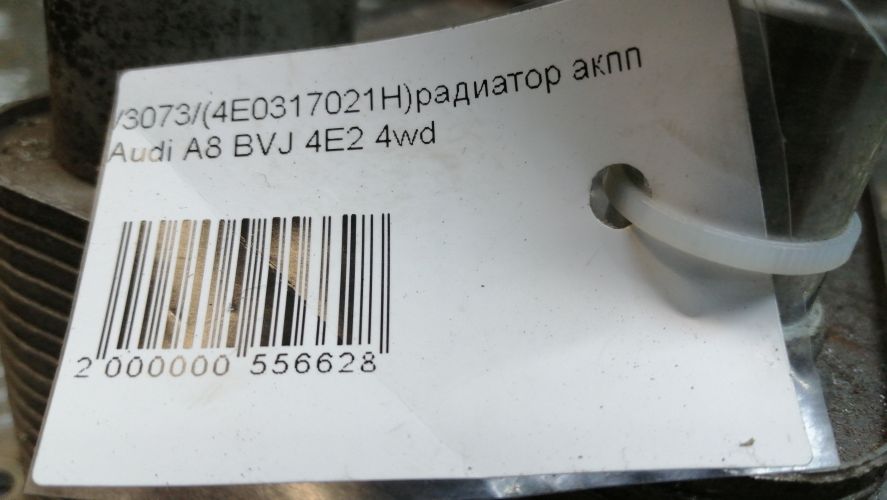 /3073/(4E0317021H)радиатор акпп
Audi A8 BVJ 4E2 4wd
2 000000 556628